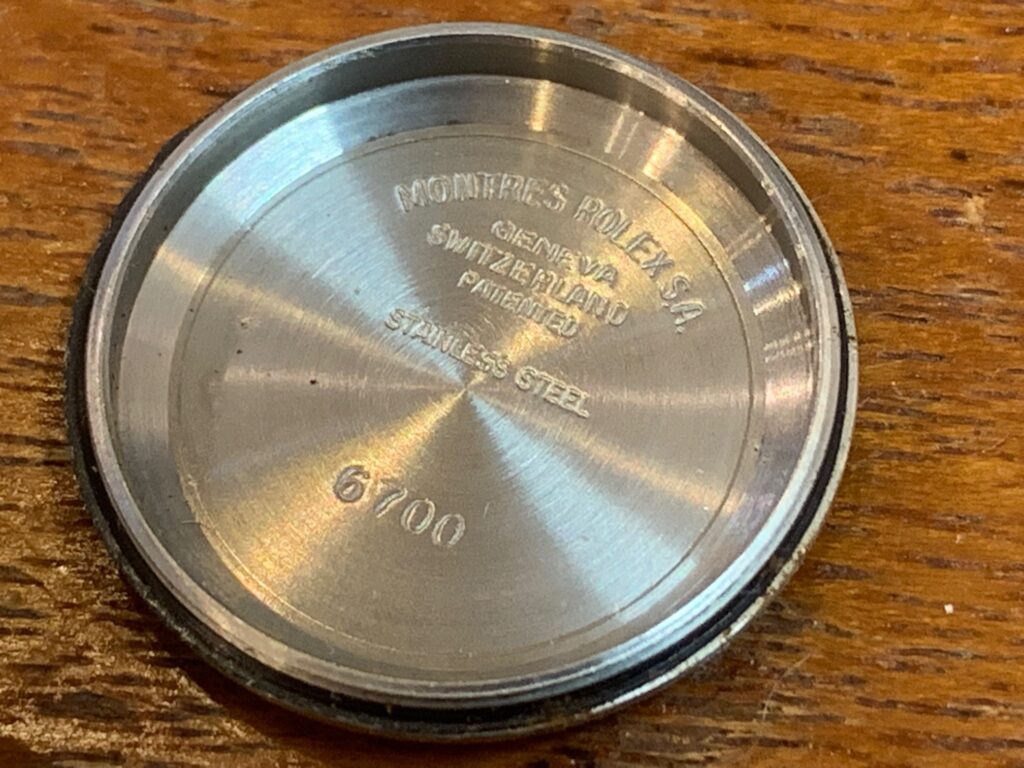 MONTRES ROLEX S.A.
GENEVA
SWITZERLAND
PATENTED
STAINLESS STEEL
6700